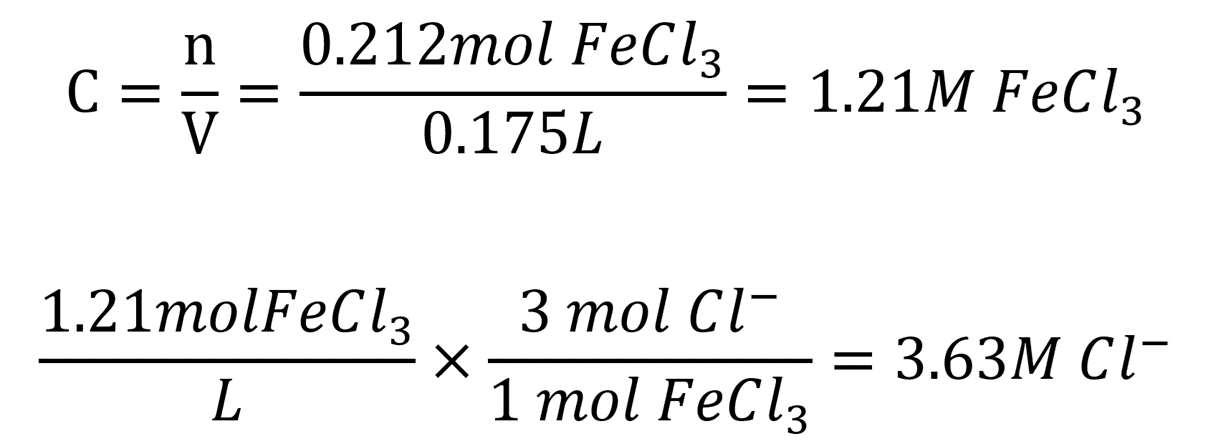 C = n/V = 0.212mol FeCl₃/0.175L = 1.21M FeCl₃
1.21molFeCl₃/L × 3 mol Cl⁻/1 mol FeCl₃ = 3.63M Cl⁻